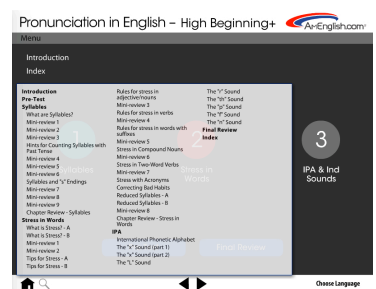 Pronunciation in English – High Beginning+
A+English.com™
Menu
Introduction
Index
Introduction
Pre-Test
Syllables
What are Syllables?
Mini-review 1
Mini-review 2
Mini-review 3
Hints for Counting Syllables with
Past Tense
Mini-review 4
Mini-review 5
Mini-review 6
Syllables and "s" Endings
Mini-review 7
Mini-review 8
Mini-review 9
Chapter Review - Syllables
Stress in Words
What is Stress? - A
What is Stress? - B
Mini-review 1
Mini-review 2
Tips for Stress - A
Tips for Stress - B
Rules for stress in
adjective/nouns
Mini-review 3
Rules for stress in verbs
Mini-review 4
Rules for stress in words with
suffixes
Mini-review 5
Stress in Compound Nouns
Mini-review 6
Stress in Two-Word Verbs
Mini-review 7
Stress with Acronyms
Correcting Bad Habits
Reduced Syllables - A
Reduced Syllables - B
Mini-review 8
Chapter Review - Stress in
Words
IPA
International Phonetic Alphabet
The "x" Sound (part 1)
The "x" Sound (part 2)
The "L" Sound
The "r" Sound
The "th" Sound
The "p" Sound
The "f" Sound
The "n" Sound
Final Review
Index
2
Syllables
Stress in
Words
3
IPA & Ind
Sounds
Final Review
Choose Language